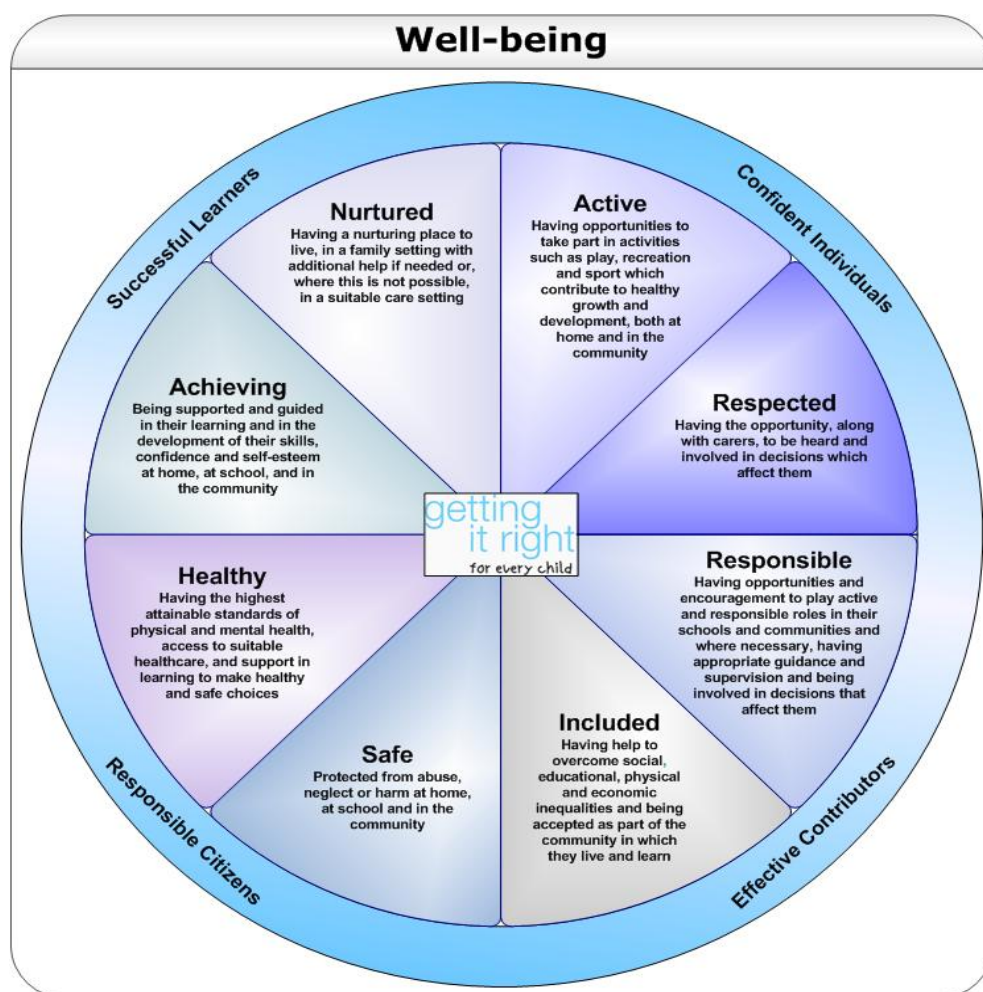 Well-being
Successful Learners
Confident Individuals
Nurtured
Having a nurturing place to
live, in a family setting with
additional help if needed or,
where this is not possible,
in a suitable care setting
Active
Having opportunities to
take part in activities
such as play, recreation
and sport which
contribute to healthy
growth and
development, both at
home and in the
community
Achieving
Being supported and guided
in their learning and in the
development of their skills,
confidence and self-esteem
at home, at school, and in
the community
Respected
Having the opportunity, along
with carers, to be heard and
involved in decisions which
affect them
getting
it right
for every child
Healthy
Having the highest
attainable standards of
physical and mental health,
access to suitable
healthcare, and support in
learning to make healthy
and safe choices
Responsible
Having opportunities and
encouragement to play active
and responsible roles in their
schools and communities and
where necessary, having
appropriate guidance and
supervision and being
involved in decisions that
affect them
Safe
Protected from abuse,
neglect or harm at home,
at school and in the
community
Included
Having help to
overcome social,
educational, physical
and economic
inequalities and being
accepted as part of the
community in which
they live and learn
Responsible Citizens
Effective Contributors